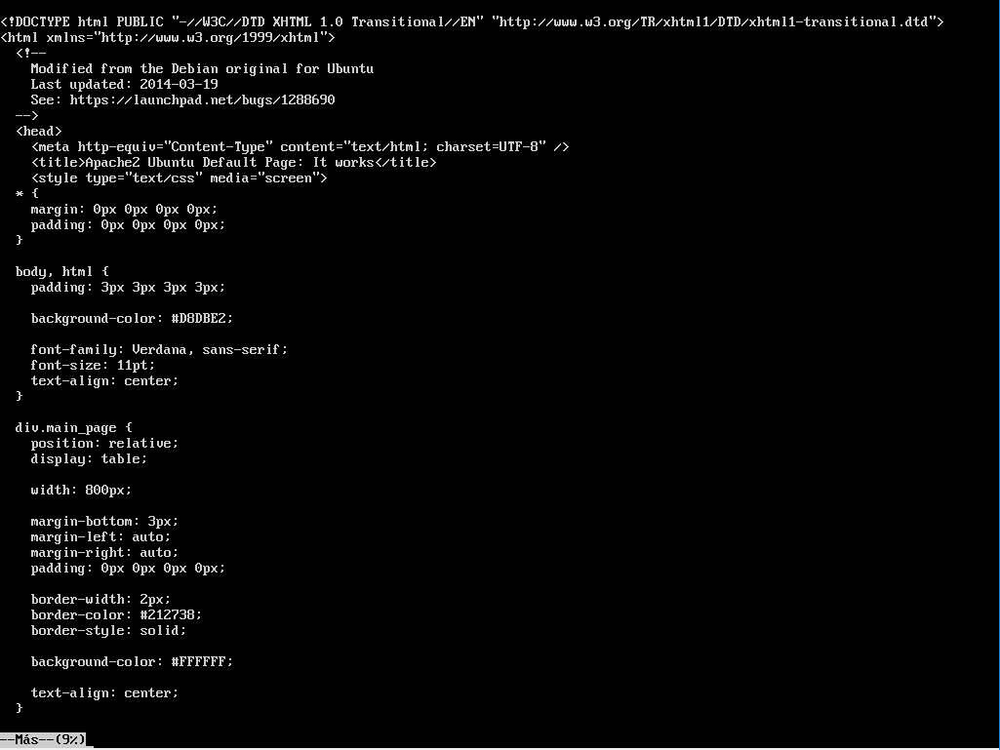 <!DOCTYPE html PUBLIC "-//W3C//DTD XHTML 1.0 Transitional//EN" "http://www.w3.org/TR/xhtml1/DTD/xhtml1-transitional.dtd">
<html xmlns="http://www.w3.org/1999/xhtml">
  <!--
    Modified from the Debian original for Ubuntu
    Last updated: 2014-03-19
    See: https://launchpad.net/bugs/1288690
  -->
  <head>
    <meta http-equiv="Content-Type" content="text/html; charset=UTF-8" />
    <title>Apache2 Ubuntu Default Page: It works</title>
    <style type="text/css" media="screen">
  * {
    margin: 0px 0px 0px 0px;
    padding: 0px 0px 0px 0px;
  }

  body, html {
    padding: 3px 3px 3px 3px;

    background-color: #D8DBE2;

    font-family: Verdana, sans-serif;
    font-size: 11pt;
    text-align: center;
  }

  div.main_page {
    position: relative;
    display: table;

    width: 800px;

    margin-bottom: 3px;
    margin-left: auto;
    margin-right: auto;
    padding: 0px 0px 0px 0px;

    border-width: 2px;
    border-color: #212738;
    border-style: solid;

    background-color: #FFFFFF;

    text-align: center;
  }

--Más--(9%)